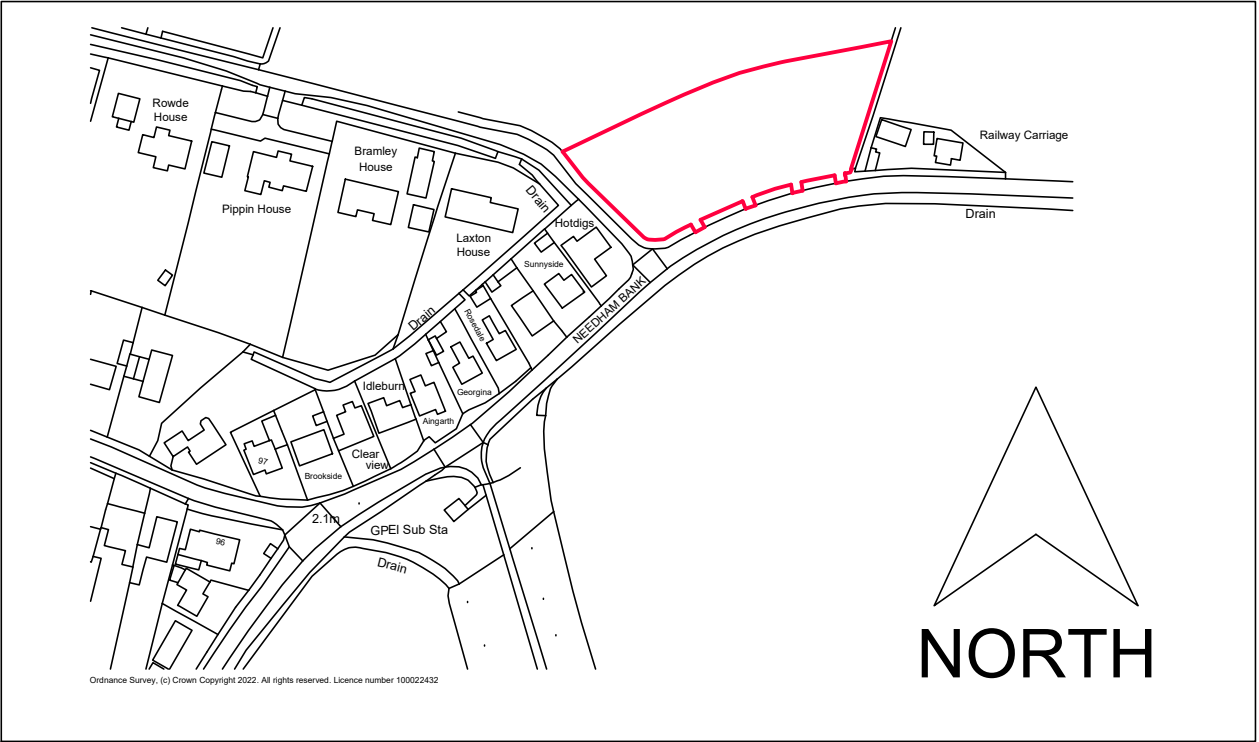 Rowde
House
Bramley
House
Railway Carriage
Pippin House
Drain
Drain
Hotdigs
Laxton
House
Sunnyside
NEEDHAM BANK
Drain
Rosedale
Idleburn
Georgina
Aingarth
Clear
view
97
Brookside
2.1m
GPEl Sub Sta
96
Drain
NORTH
Ordnance Survey, (c) Crown Copyright 2022. All rights reserved. Licence number 100022432